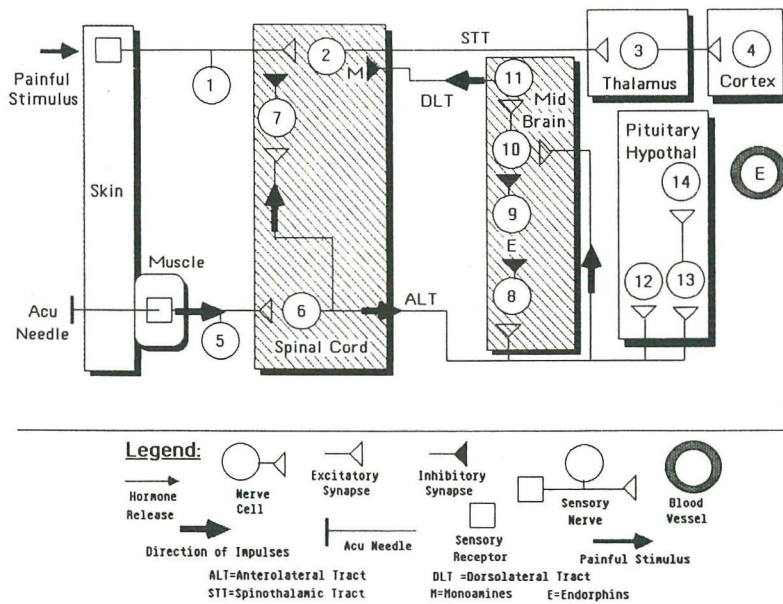 STT
1
2
3
4
Painful
Stimulus
Thalamus
Cortex
M
DLT
11
Mid
Brain
7
10
Pituitary
Hypothal
14
E
Skin
9
E
Muscle
12
13
Acu
Needle
5
6
ALT
8
Spinal Cord
Legend:
Hormone
Release
Nerve
Cell
Excitatory
Synapse
Inhibitory
Synapse
Sensory
Nerve
Blood
Vessel
Direction of Impulses
Acu Needle
Sensory
Receptor
Painful Stimulus
ALT=Anterolateral Tract
DLT =Dorsolateral Tract
STT=Spinothalamic Tract
M=Monoamines
E=Endorphins